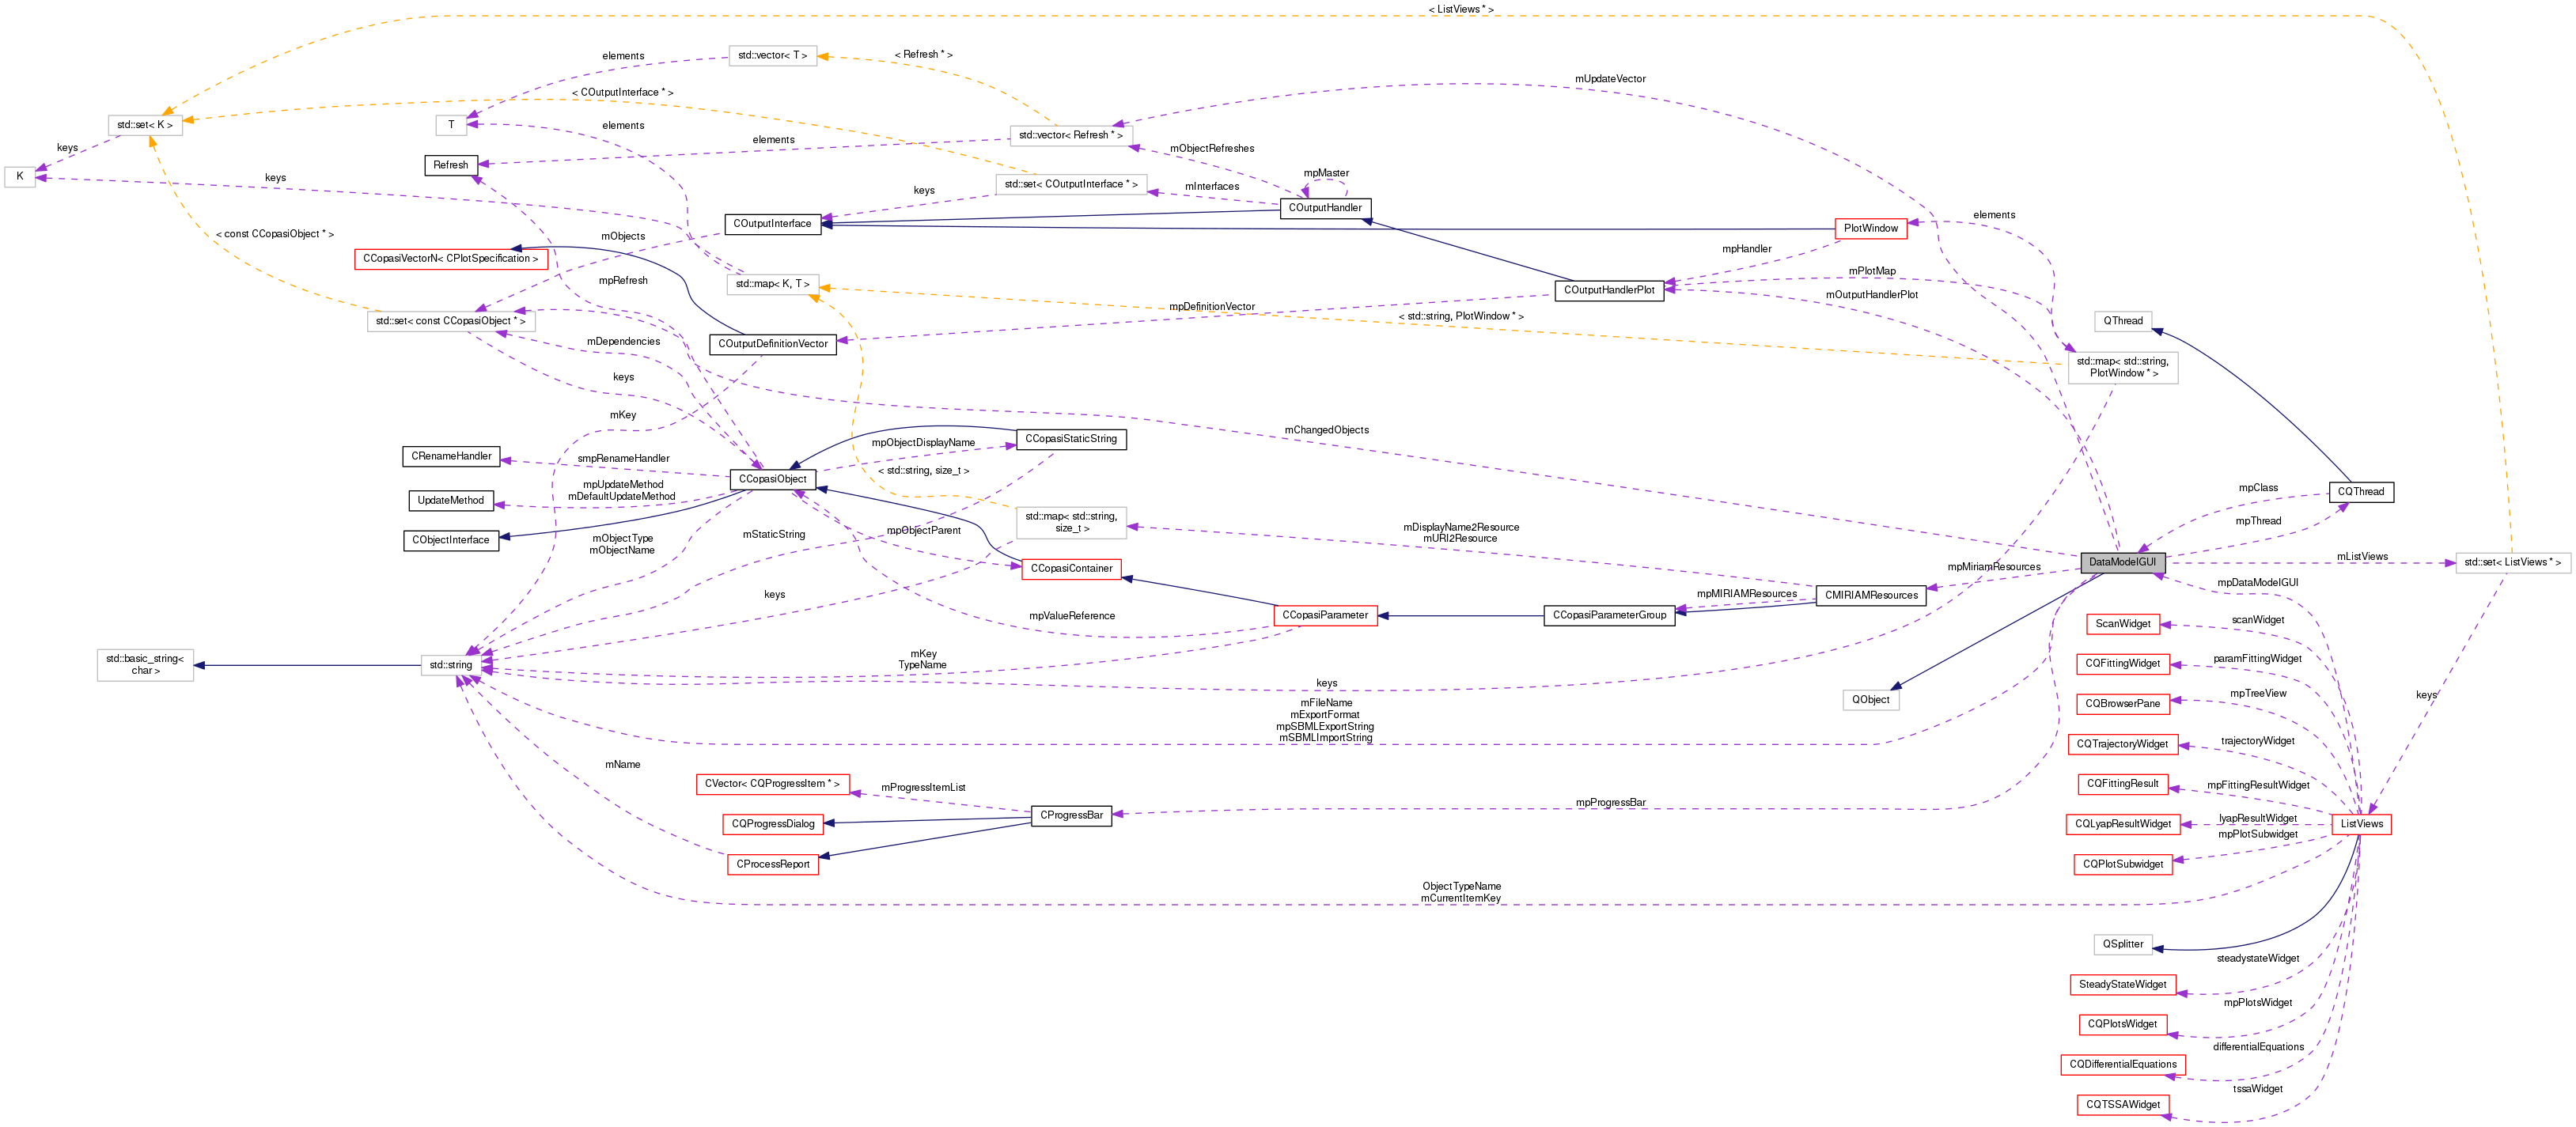 < ListViews * >
std::vector< T >
elements
< Refresh * >
mUpdateVector
< COutputInterface * >
std::set< K >
T
elements
std::vector< Refresh * >
keys
Refresh
elements
mObjectRefreshes
K
keys
std::set< COutputInterface * >
keys
mInterfaces
mpMaster
COutputHandler
COutputInterface
elements
PlotWindow
< const CCopasiObject * >
mObjects
mpHandler
CCopasiVectorN< CPlotSpecification >
mpRefresh
std::map< K, T >
mPlotMap
COutputHandlerPlot
mOutputHandlerPlot
mpDefinitionVector
< std::string, PlotWindow * >
std::set< const CCopasiObject * >
QThread
mDependencies
COutputDefinitionVector
std::map< std::string,
PlotWindow * >
keys
mKey
mChangedObjects
CCopasiStaticString
mpObjectDisplayName
CRenameHandler
smpRenameHandler
< std::string, size_t >
CCopasiObject
mpUpdateMethod
mDefaultUpdateMethod
UpdateMethod
mpClass
CQThread
std::map< std::string,
size_t >
mpThread
mDisplayName2Resource
mURI2Resource
CObjectInterface
mObjectType
mObjectName
mStaticString
mpObjectParent
CCopasiContainer
mpMiriamResources
DataModelGUI
mListViews
std::set< ListViews * >
mpDataModelGUI
keys
mpMIRIAMResources
CMIRIAMResources
mpValueReference
CCopasiParameter
CCopasiParameterGroup
ScanWidget
scanWidget
std::basic_string<
char >
std::string
mKey
TypeName
CQFittingWidget
paramFittingWidget
keys
QObject
CQBrowserPane
mpTreeView
keys
mFileName
mExportFormat
mpSBMLExportString
mSBMLImportString
CQTrajectoryWidget
trajectoryWidget
mName
CVector< CQProgressItem * >
mProgressItemList
CQFittingResult
mpFittingResultWidget
mpProgressBar
CProgressBar
CQProgressDialog
CQLyapResultWidget
lyapResultWidget
ListViews
mpPlotSubwidget
CProcessReport
CQPlotSubwidget
ObjectTypeName
mCurrentItemKey
QSplitter
steadystateWidget
SteadyStateWidget
mpPlotsWidget
CQPlotsWidget
differentialEquations
CQDifferentialEquations
tssaWidget
CQTSSAWidget